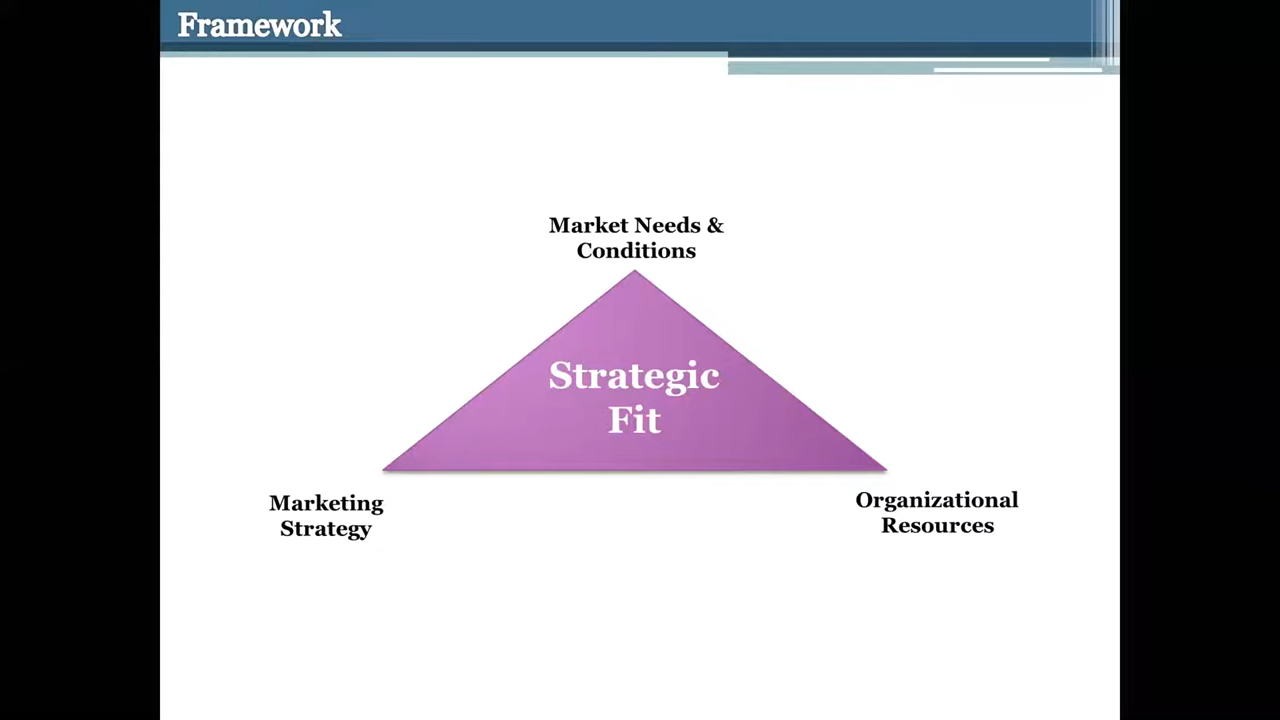 Framework
Market Needs &
Conditions
Strategic
Fit
Marketing
Strategy
Organizational
Resources